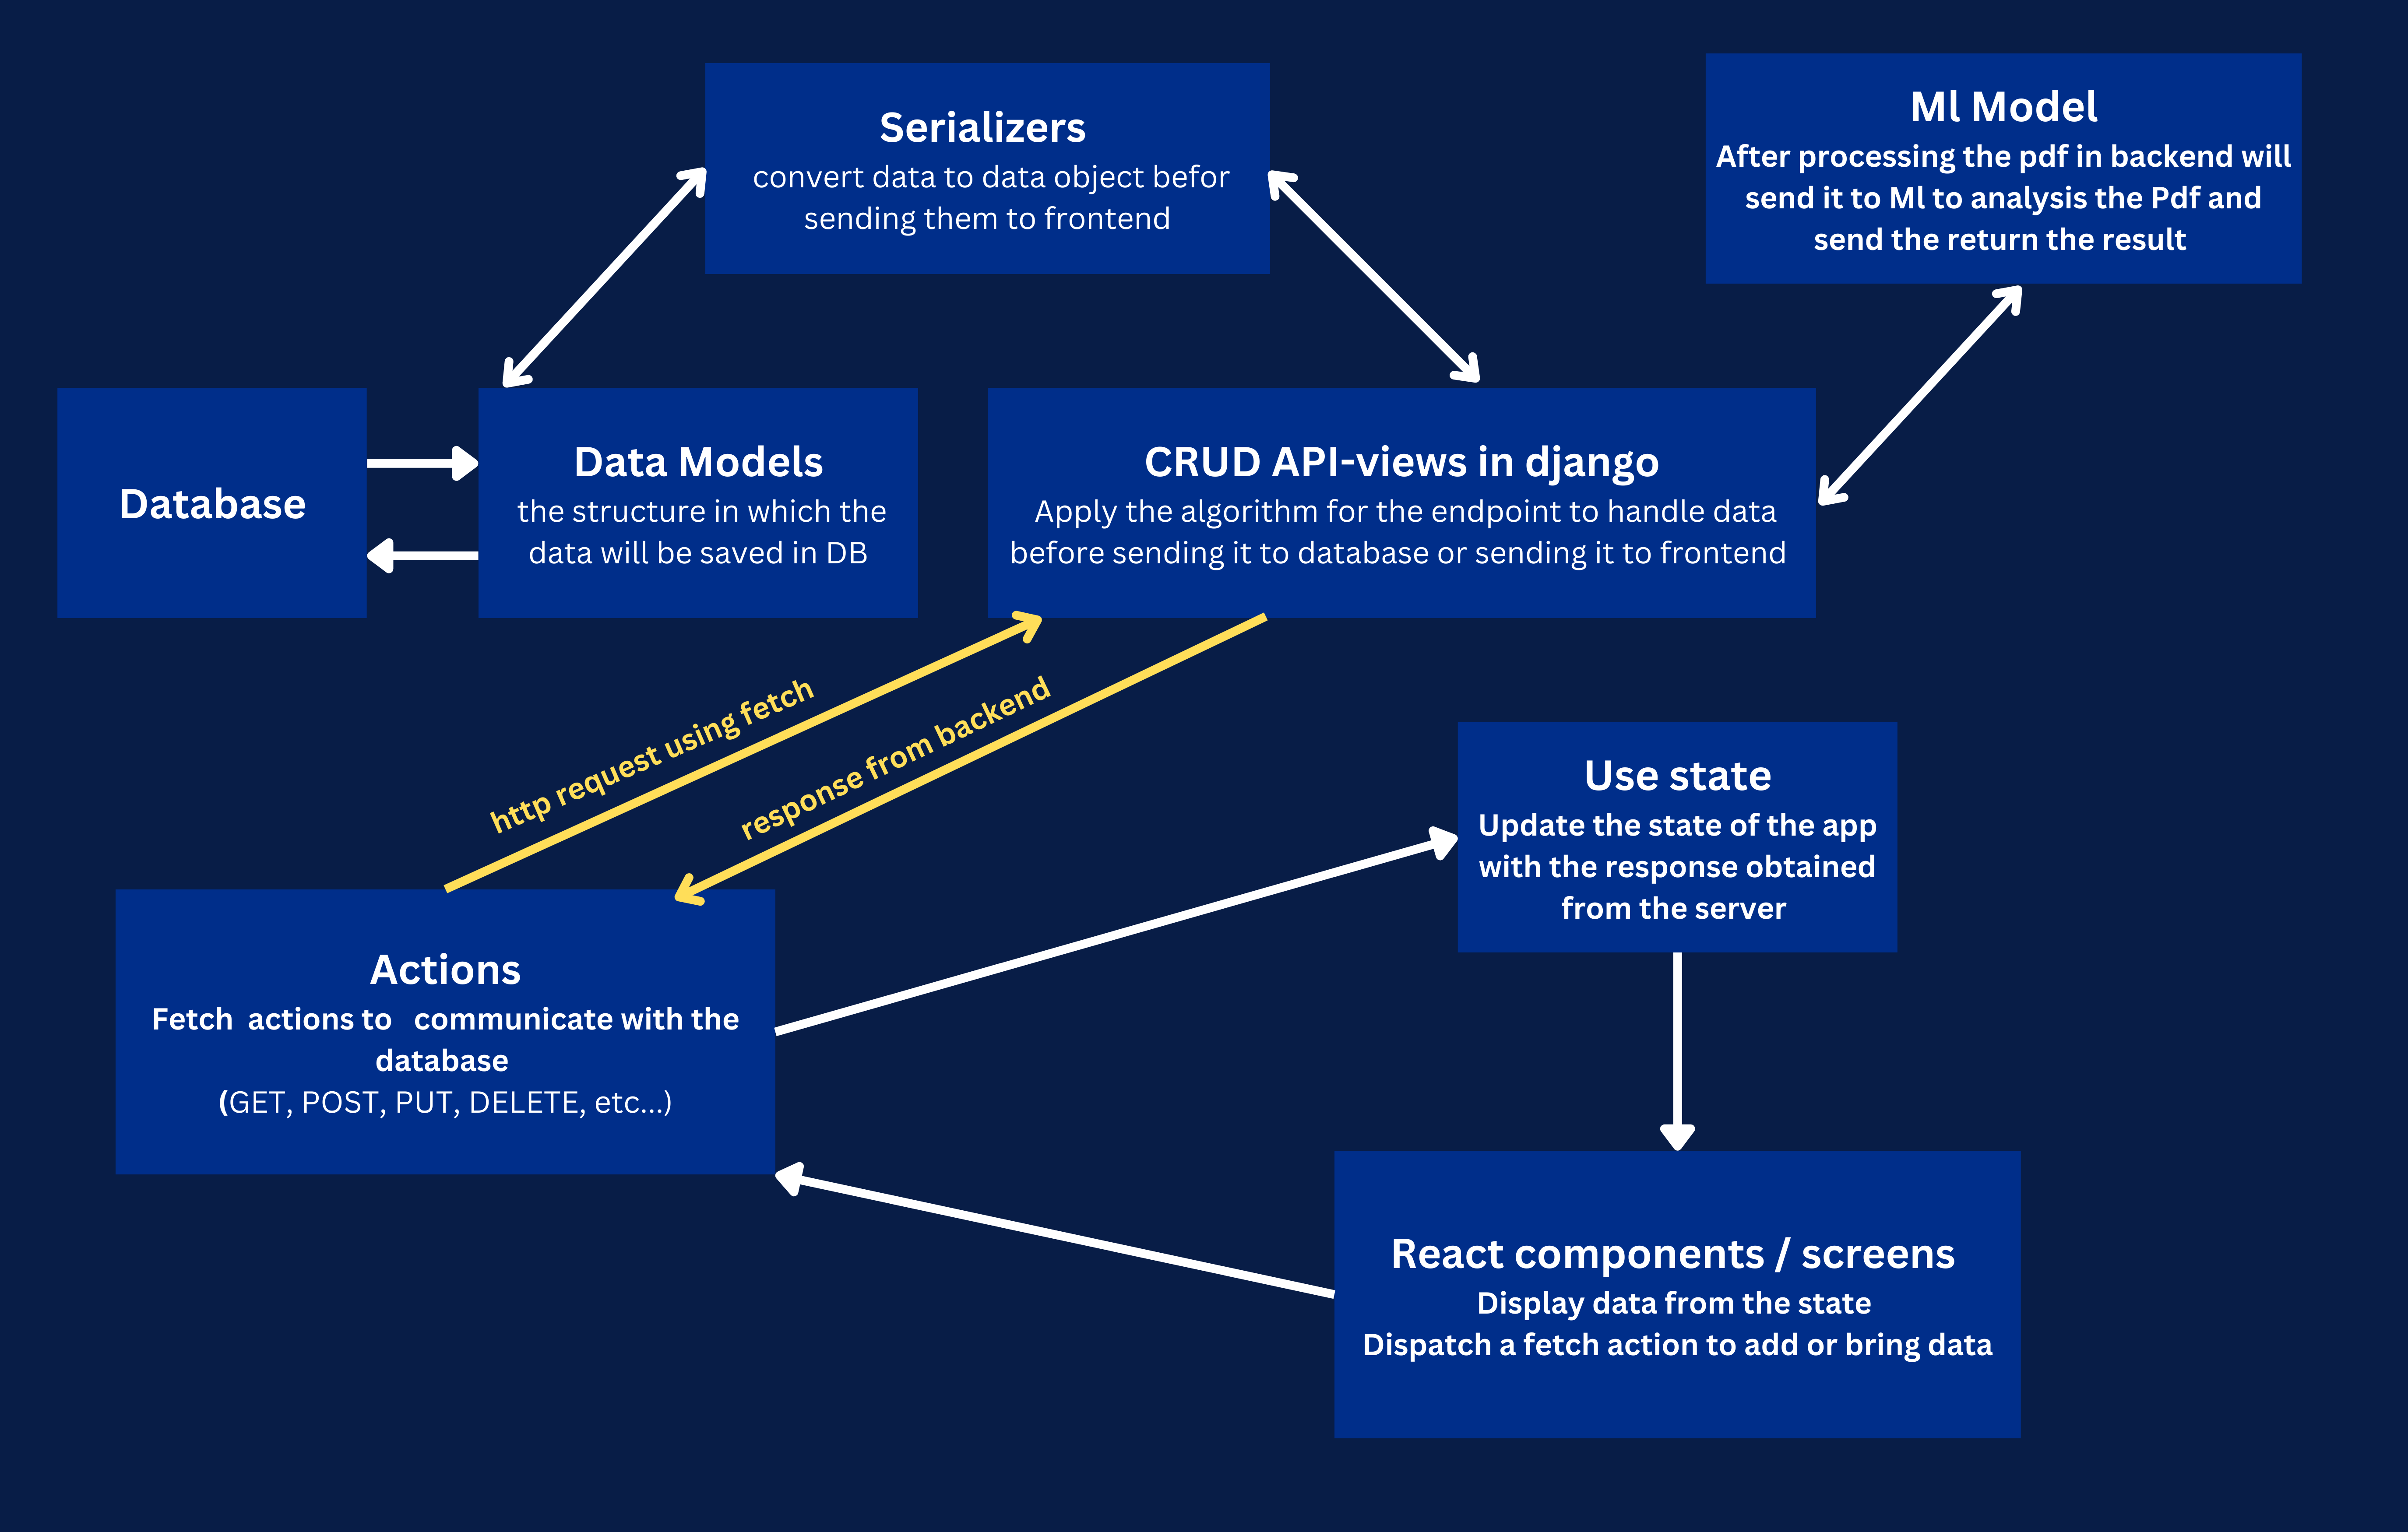 Serializers
convert data to data object befor
sending them to frontend
Ml Model
After processing the pdf in backend will
send it to Ml to analysis the Pdf and
send the return the result
Database
Data Models
the structure in which the
data will be saved in DB
CRUD API-views in django
Apply the algorithm for the endpoint to handle data
before sending it to database or sending it to frontend
http request using fetch
response from backend
Use state
Update the state of the app
with the response obtained
from the server
Actions
Fetch  actions to   communicate with the
database
(GET, POST, PUT, DELETE, etc...)
React components / screens
Display data from the state
Dispatch a fetch action to add or bring data